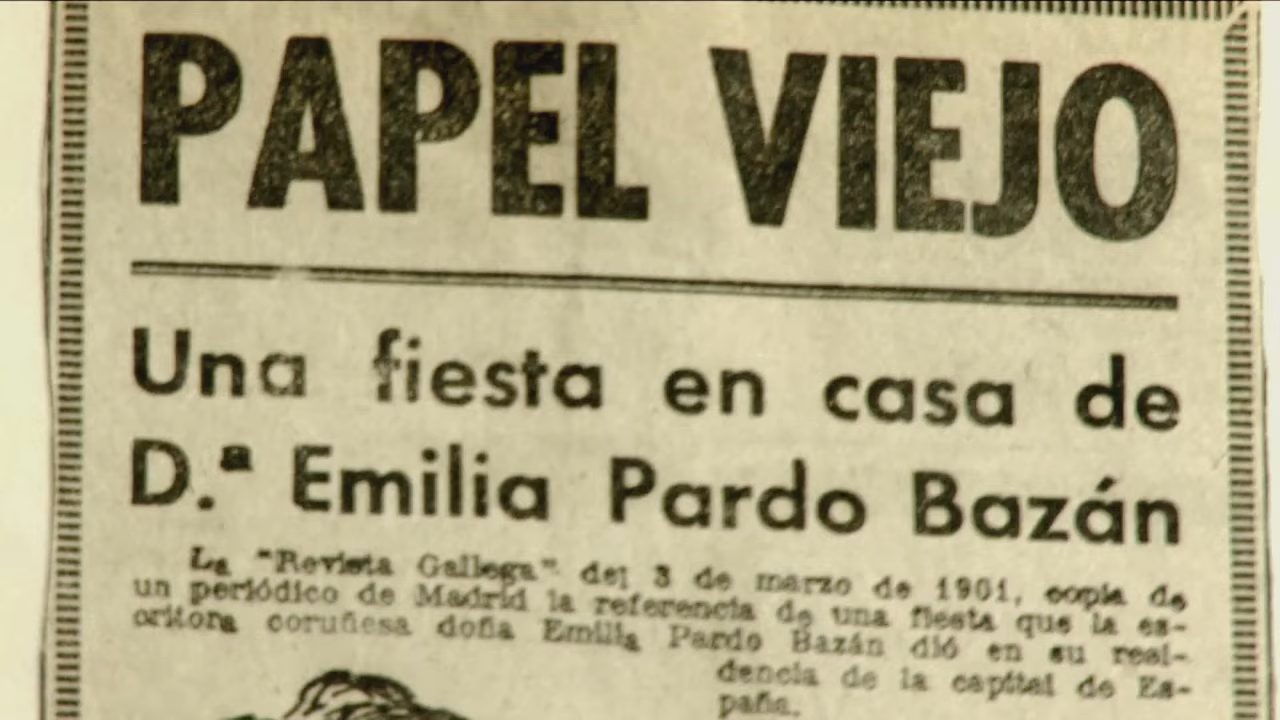 PAPEL VIEJO
Una fiesta en casa de
D.ª Emilia Pardo Bazán
La "Revista Gallega" del 3 de marzo de 1901, copia de
un periódico de Madrid la referencia de una fiesta que la es-
critora coruñesa doña Emilia Pardo Bazán dió en su resi-
dencia de la capital de Es-
paña.